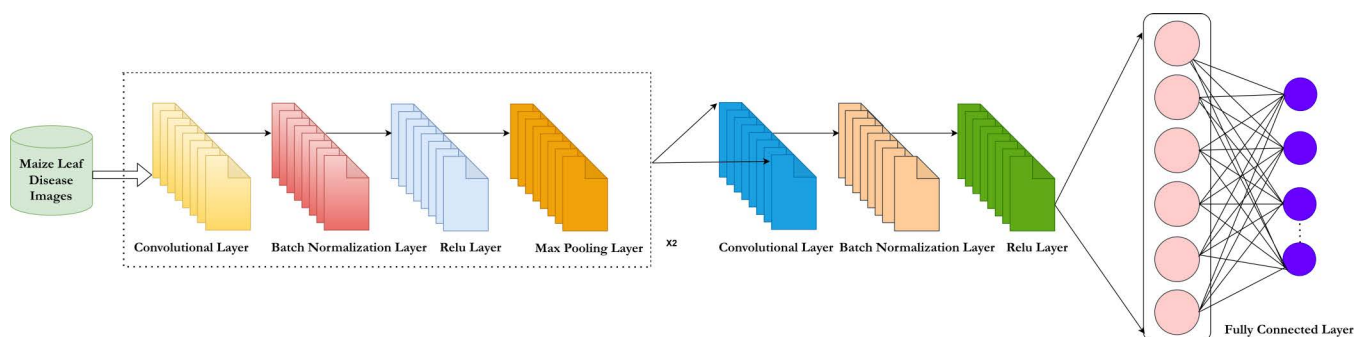 Maize Leaf
Disease
Images
Convolutional Layer
Batch Normalization Layer
Relu Layer
Max Pooling Layer
X2
Convolutional Layer
Batch Normalization Layer
Relu Layer
Fully Connected Layer